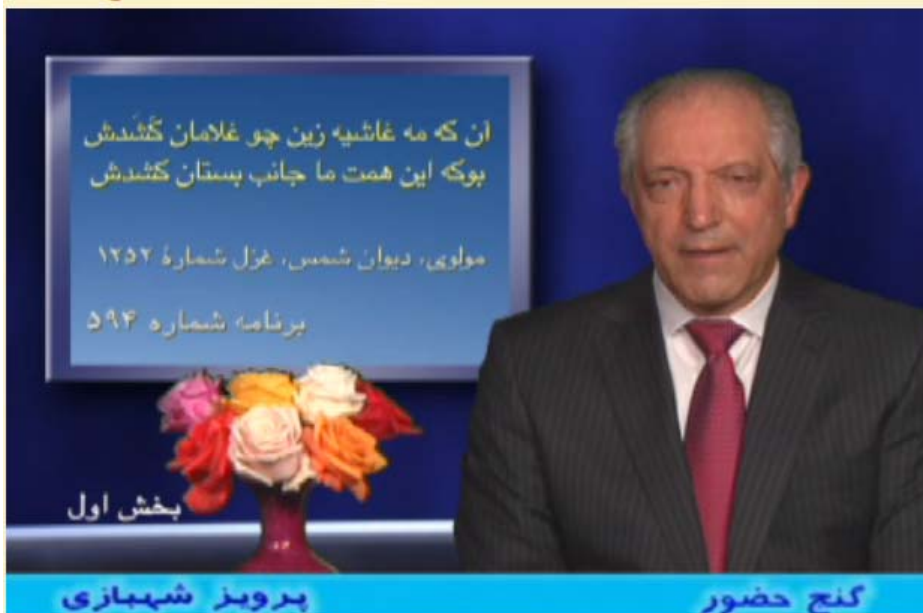 آن که مه غاشیه زین چو غلامان کَشَدش
بوکه این همت ما جانب بستان کشدش
مولوی، دیوان شمس، غزل شمارهٔ ۱۲۵۲
برنامه شماره ۵۹۴
بخش اول
گنج حضور
پرویز شهبازی